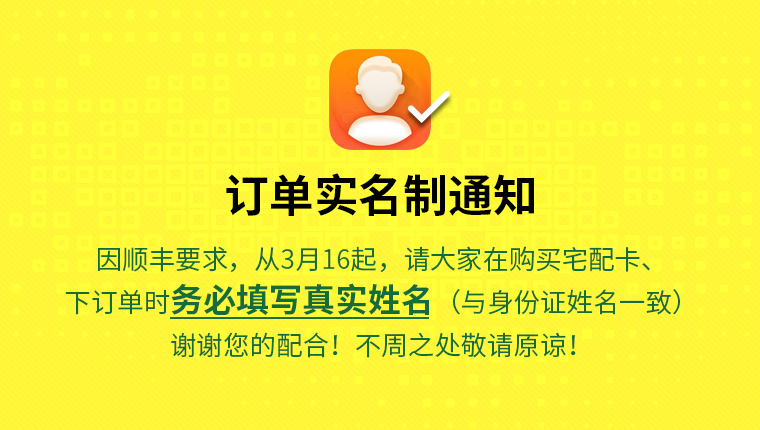 订单实名制通知
因顺丰要求，从3月16起，请大家在购买宅配卡、
下订单时务必填写真实姓名（与身份证姓名一致）
谢谢您的配合！不周之处敬请原谅！